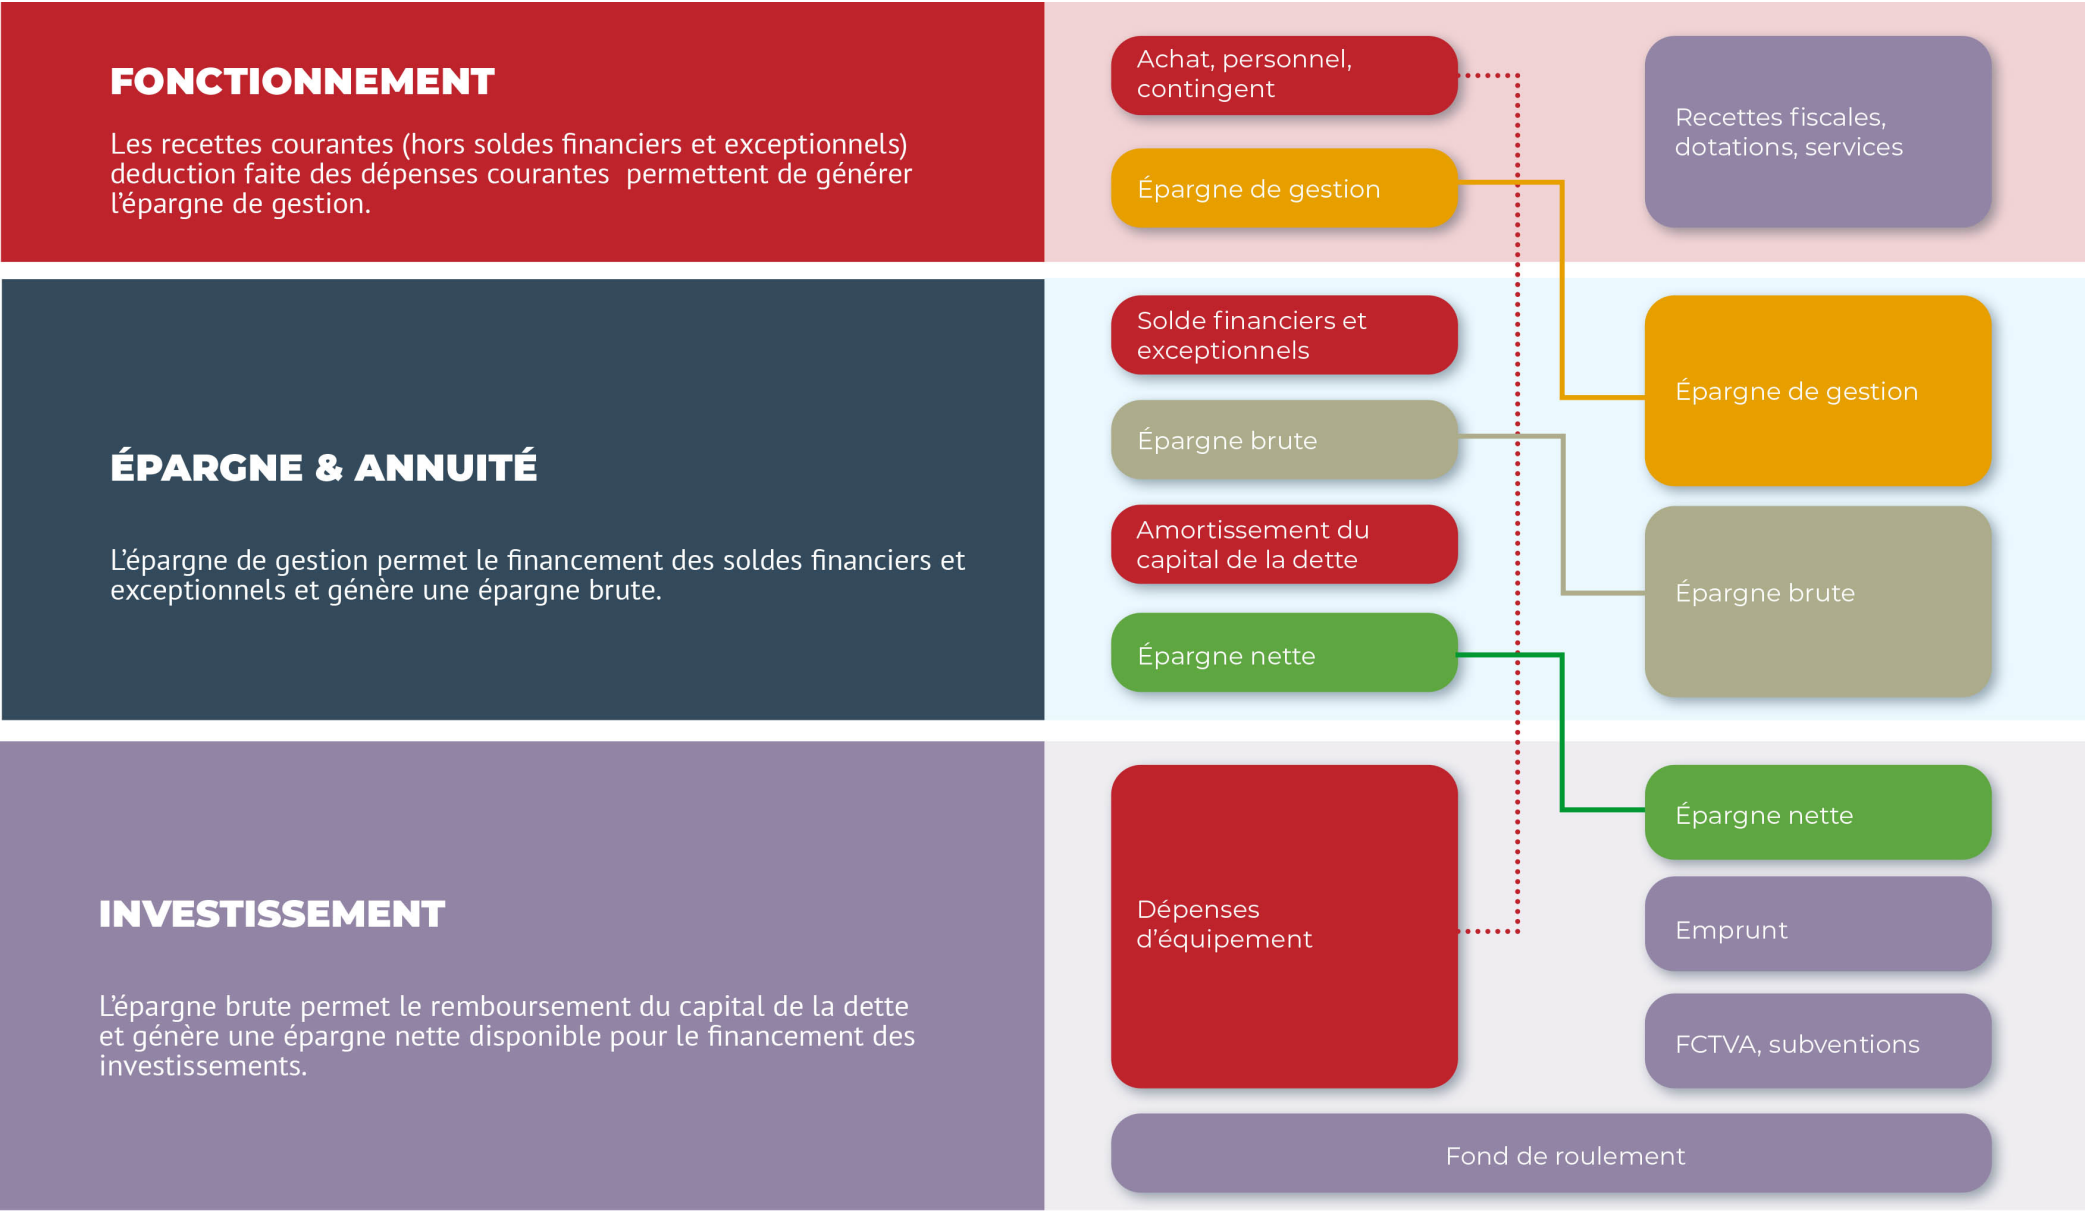 FONCTIONNEMENT
Les recettes courantes (hors soldes financiers et exceptionnels)
deduction faite des dépenses courantes  permettent de générer
l’épargne de gestion.
Achat, personnel,
contingent
Épargne de gestion
Recettes fiscales,
dotations, services
ÉPARGNE & ANNUITÉ
L’épargne de gestion permet le financement des soldes financiers et
exceptionnels et génère une épargne brute.
Solde financiers et
exceptionnels
Épargne brute
Amortissement du
capital de la dette
Épargne nette
Épargne de gestion
Épargne brute
INVESTISSEMENT
L’épargne brute permet le remboursement du capital de la dette
et génère une épargne nette disponible pour le financement des
investissements.
Dépenses
d’équipement
Épargne nette
Emprunt
FCTVA, subventions
Fond de roulement